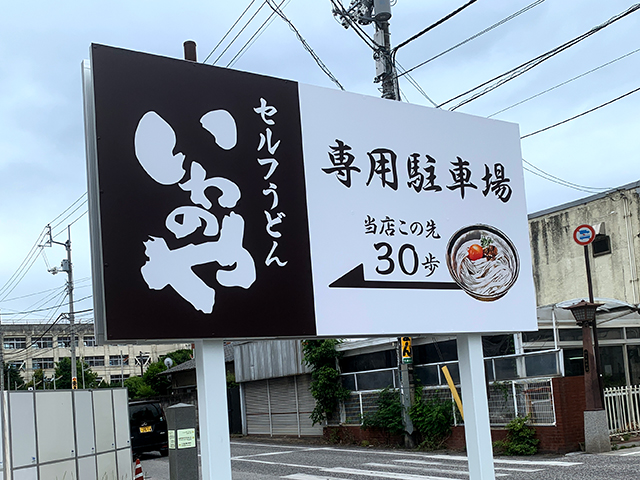 セルフうどん
いわのや
専用駐車場
当店この先
30歩